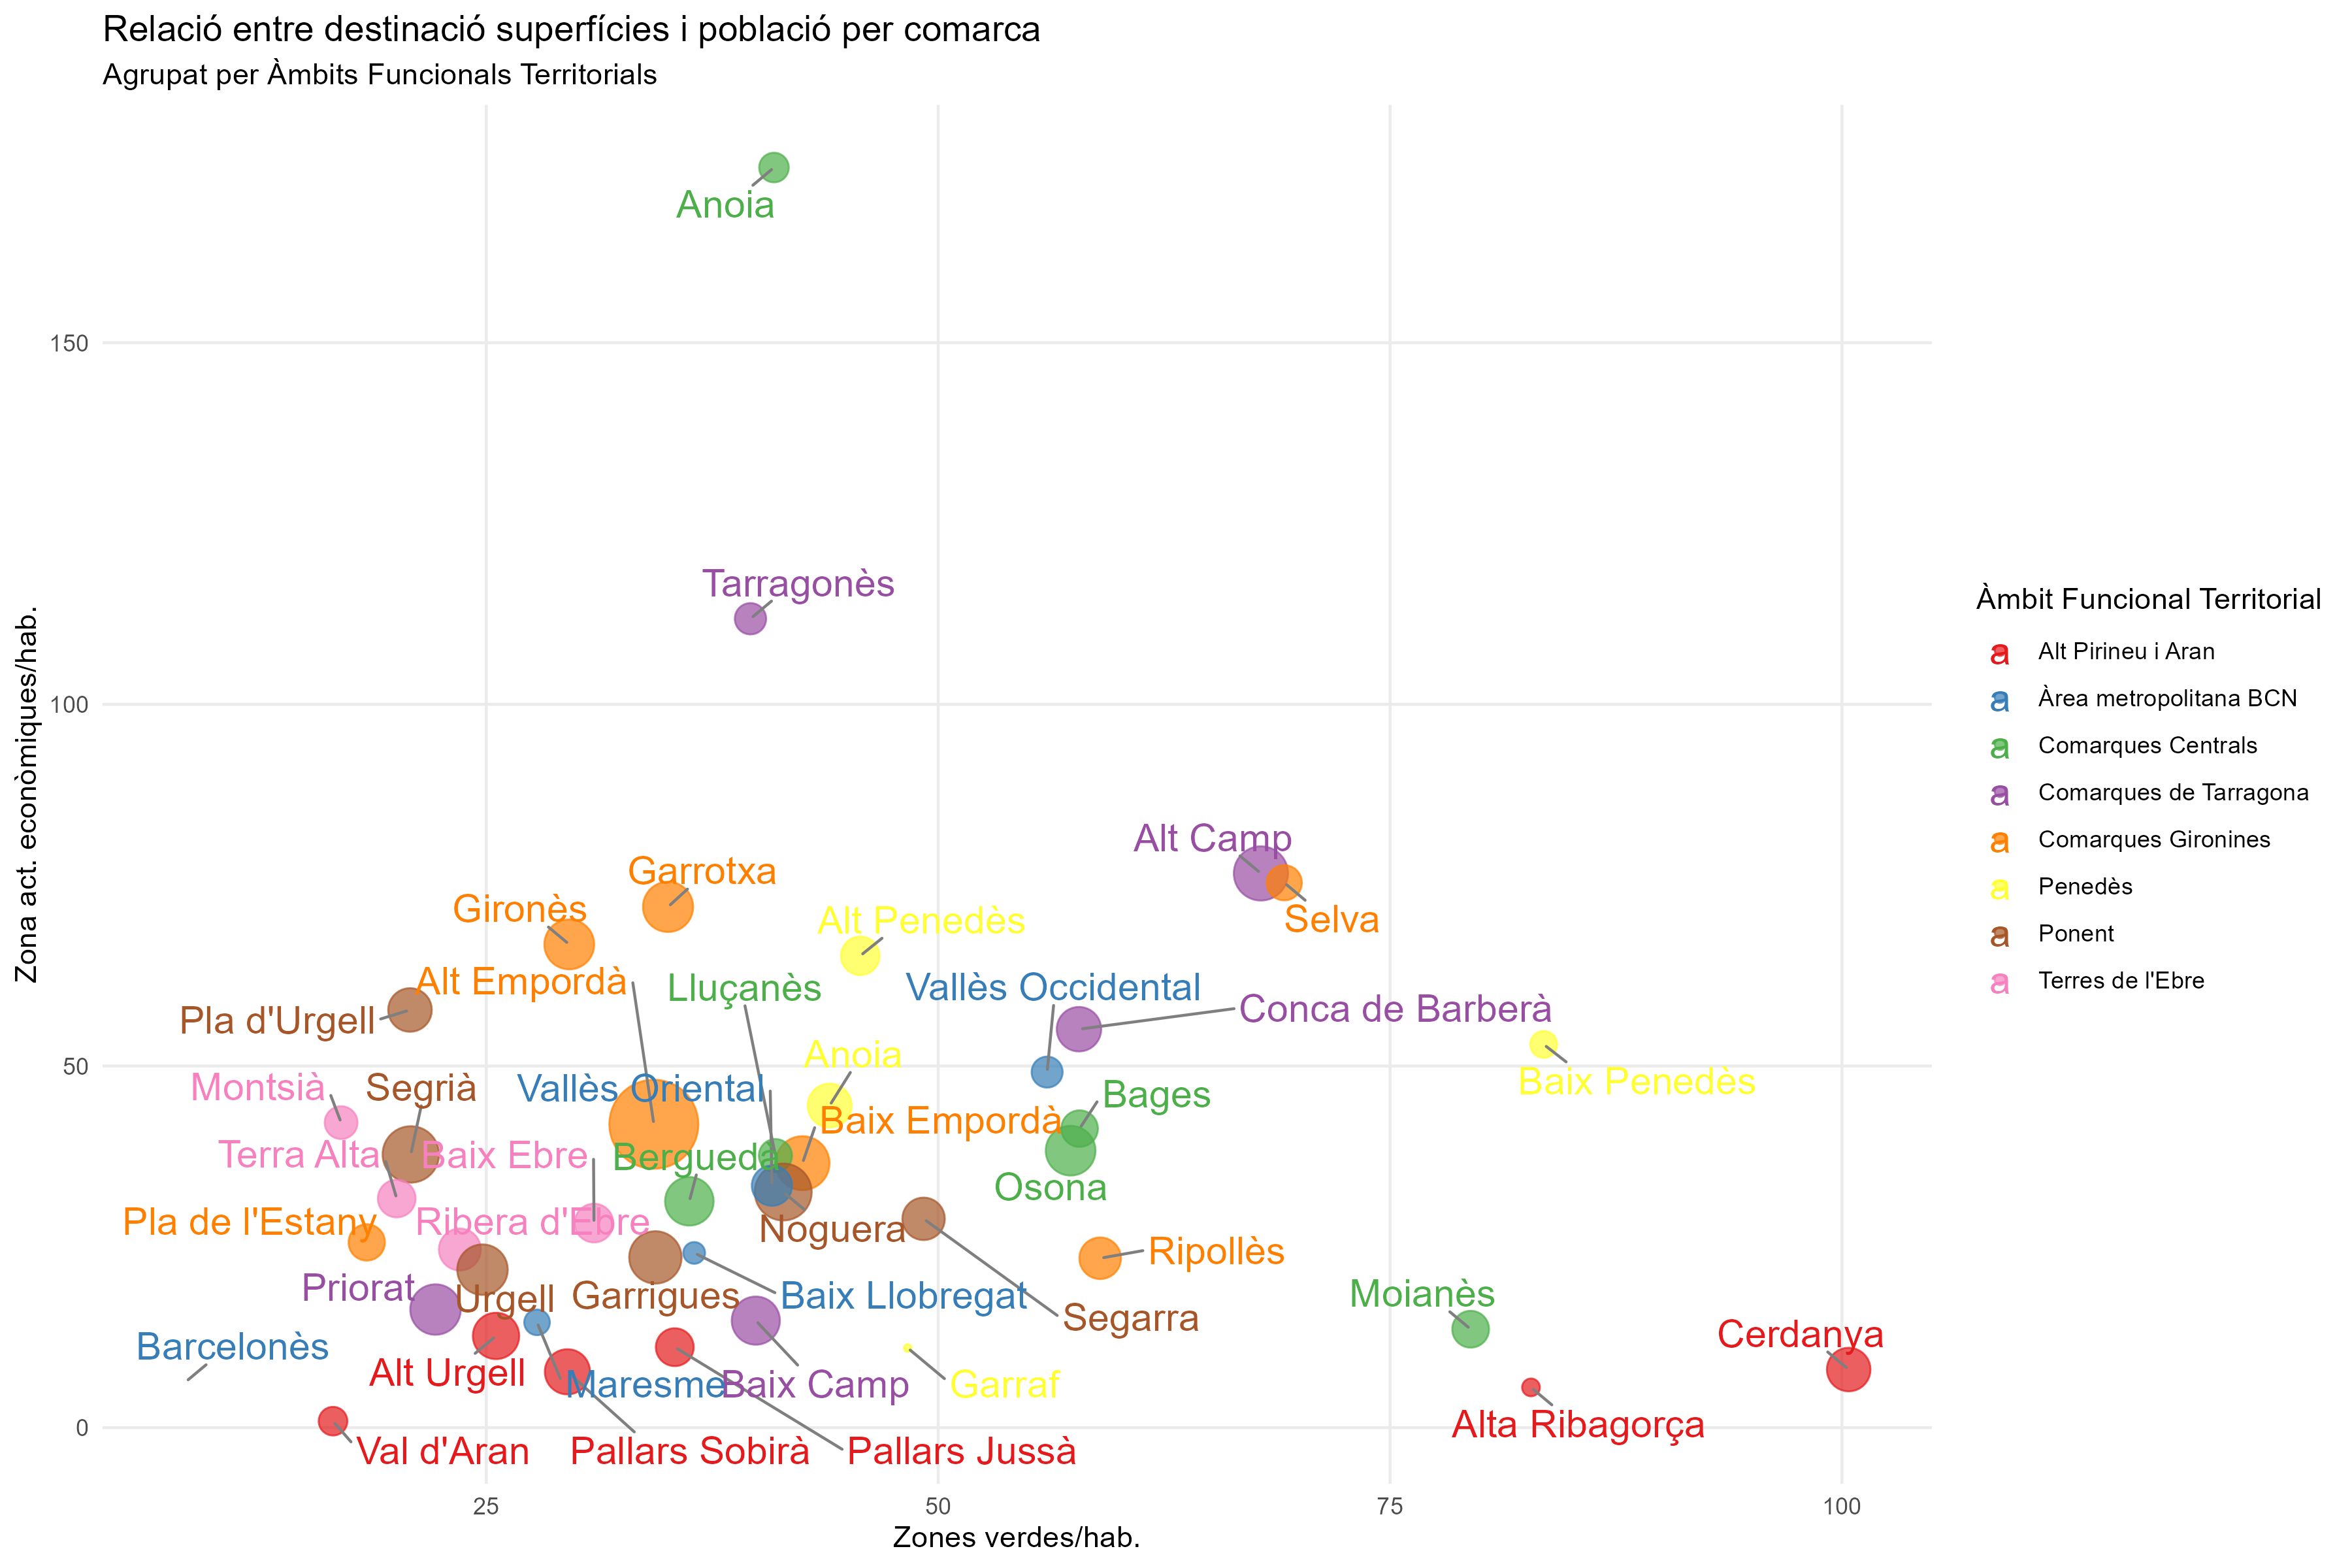 Relació entre destinació superfícies i població per comarca
Agrupat per Àmbits Funcionals Territorials
Anoia
150
Tarragonès
100
Alt Camp
Garrotxa
Gironès
Selva
Alt Penedès
Alt Empordà
Lluçanès
Vallès Occidental
Conca de Barberà
Pla d'Urgell
Anoia
50
Baix Penedès
Montsià
Segrià
Vallès Oriental
Bages
Baix Empordà
Terra Alta
Baix Ebre
Berguedà
Osona
Pla de l'Estany
Ribera d'Ebre
Noguera
Ripollès
Priorat
Urgell
Garrigues
Baix Llobregat
Segarra
Moianès
Cerdanya
Barcelonès
Alt Urgell
Maresme
Baix Camp
Garraf
0
Alta Ribagorça
Val d'Aran
Pallars Sobirà
Pallars Jussà
25
50
75
100
Zones verdes/hab.
Zona act. econòmiques/hab.
Àmbit Funcional Territorial
a Alt Pirineu i Aran
a Àrea metropolitana BCN
a Comarques Centrals
a Comarques de Tarragona
a Comarques Gironines
a Penedès
a Ponent
a Terres de l'Ebre